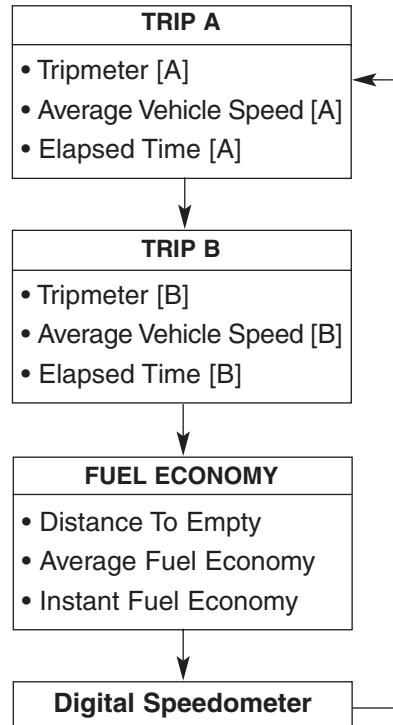 TRIP A
• Tripmeter [A]
• Average Vehicle Speed [A]
• Elapsed Time [A]
TRIP B
• Tripmeter [B]
• Average Vehicle Speed [B]
• Elapsed Time [B]
FUEL ECONOMY
• Distance To Empty
• Average Fuel Economy
• Instant Fuel Economy
Digital Speedometer